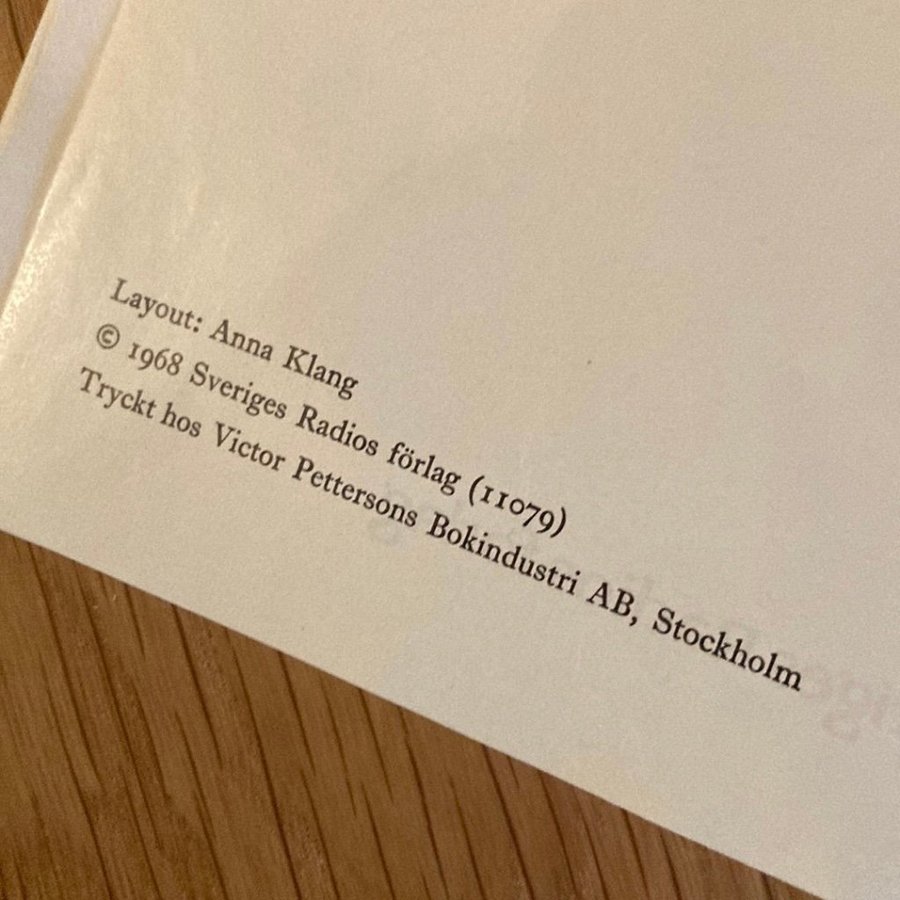 Layout: Anna Klang
© 1968 Sveriges Radios förlag (11079)
Tryckt hos Victor Pettersons Bokindustri AB, Stockholm